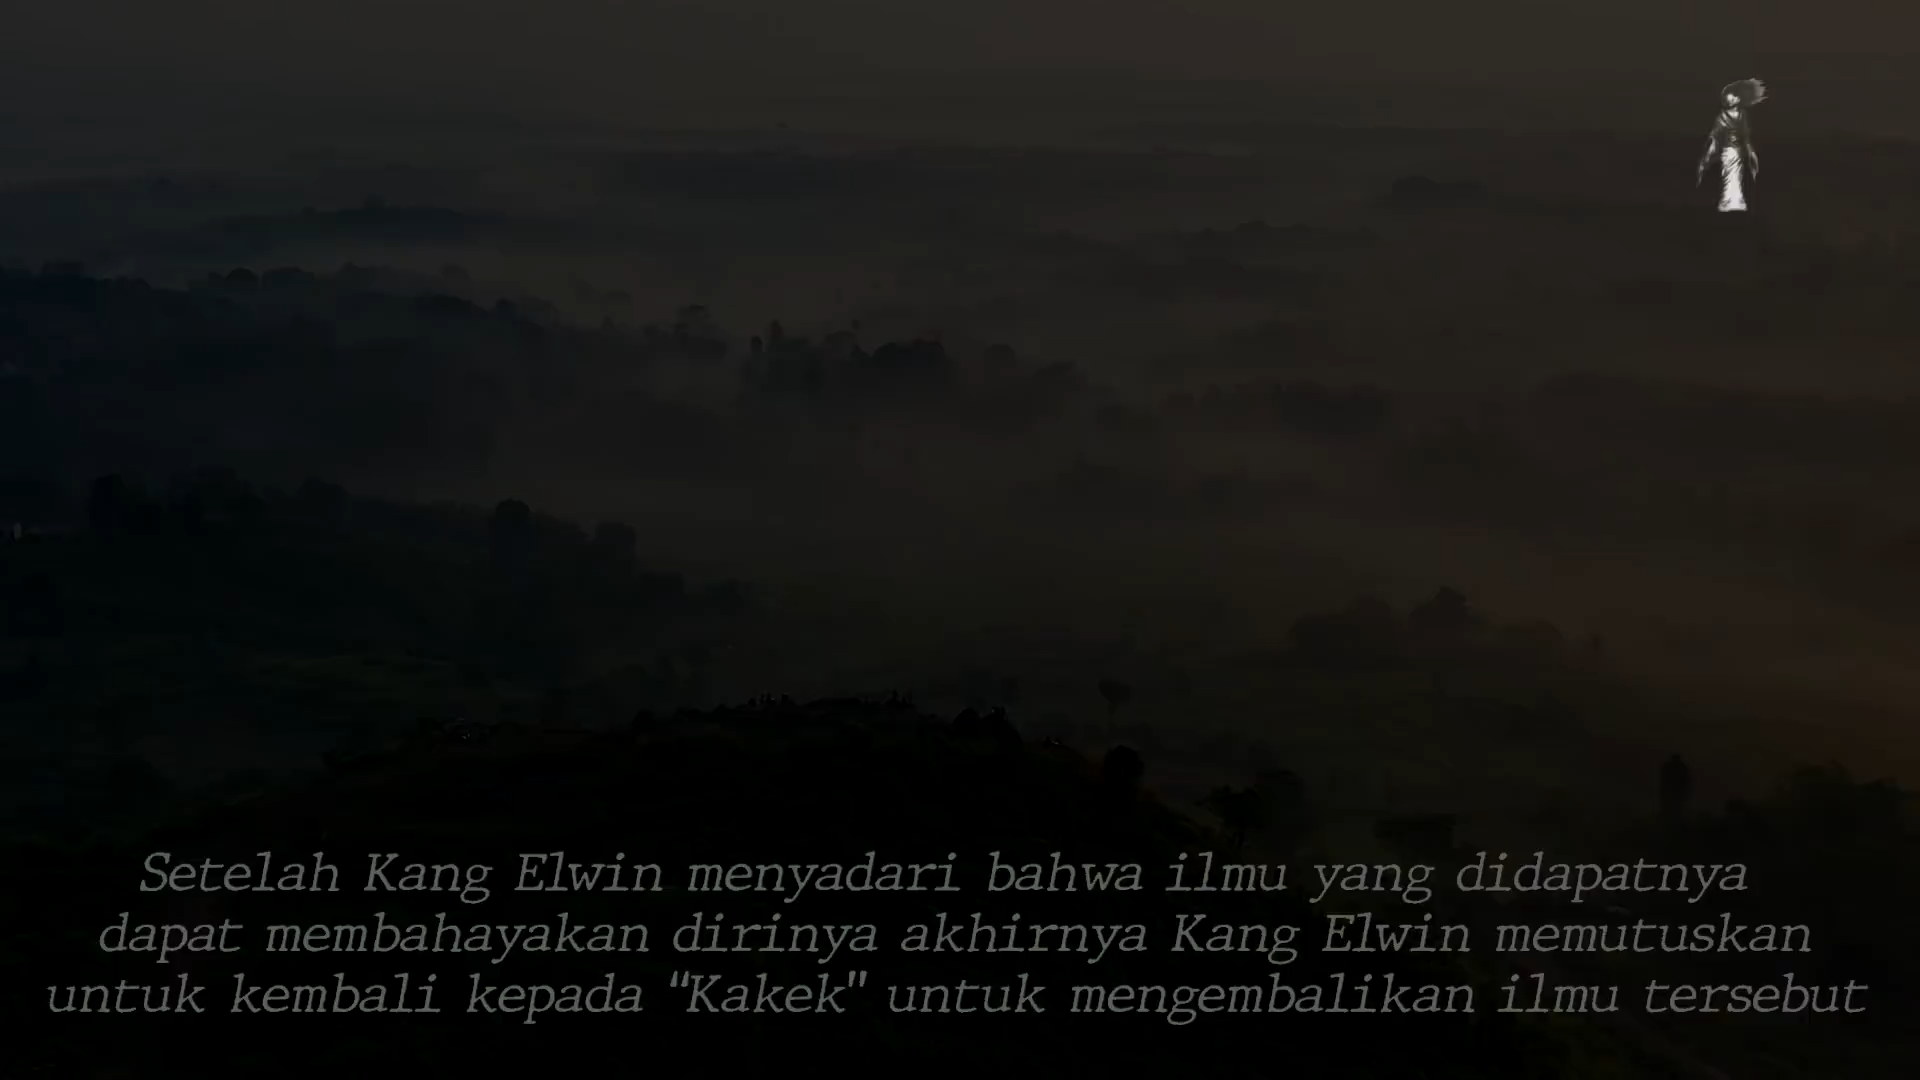 Setelah Kang Elwin menyadari bahwa ilmu yang didapatnya
dapat membahayakan dirinya akhirnya Kang Elwin memutuskan
untuk kembali kepada "Kakek" untuk mengembalikan ilmu tersebut